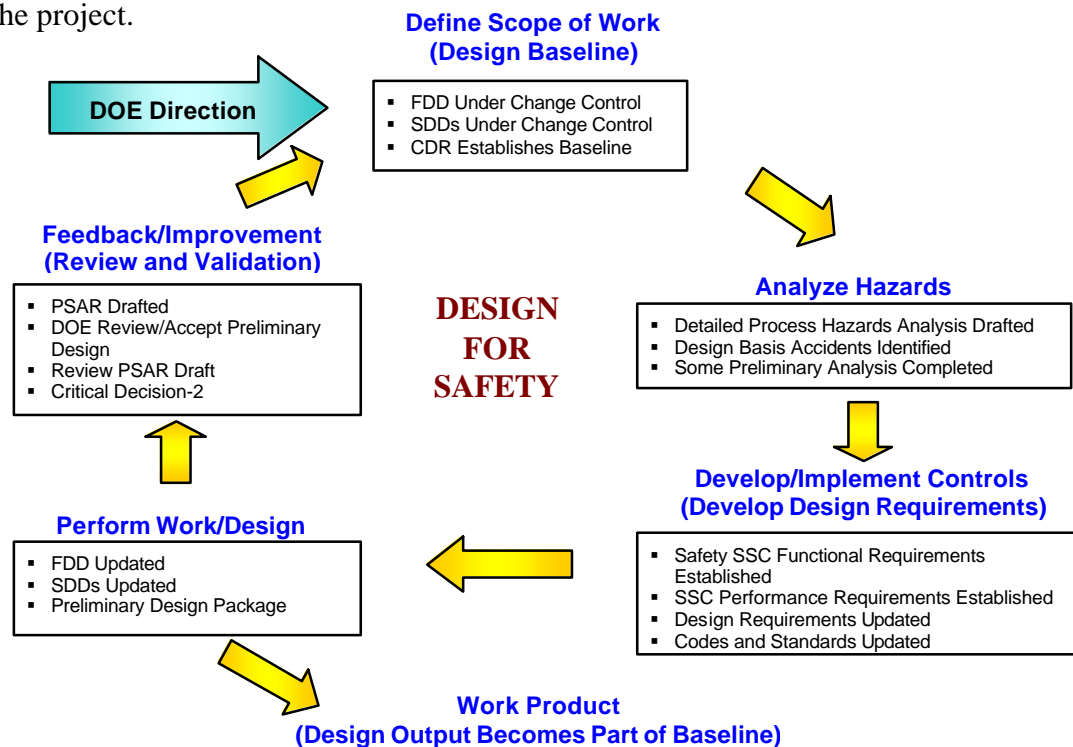 he project.
Define Scope of Work
(Design Baseline)
DOE Direction
▪ FDD Under Change Control
▪ SDDs Under Change Control
▪ CDR Establishes Baseline
Feedback/Improvement
(Review and Validation)
▪ PSAR Drafted
▪ DOE Review/Accept Preliminary
Design
▪ Review PSAR Draft
▪ Critical Decision-2
DESIGN
FOR
SAFETY
Analyze Hazards
▪ Detailed Process Hazards Analysis Drafted
▪ Design Basis Accidents Identified
▪ Some Preliminary Analysis Completed
Develop/Implement Controls
(Develop Design Requirements)
▪ Safety SSC Functional Requirements
Established
▪ SSC Performance Requirements Established
▪ Design Requirements Updated
▪ Codes and Standards Updated
Perform Work/Design
▪ FDD Updated
▪ SDDs Updated
▪ Preliminary Design Package
Work Product
(Design Output Becomes Part of Baseline)